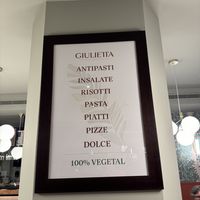 GIULIETTA
ANTIPASTI
INSALATE
RISOTTI
PASTA
PIATTI
PIZZE
DOLCE
100% VEGETAL